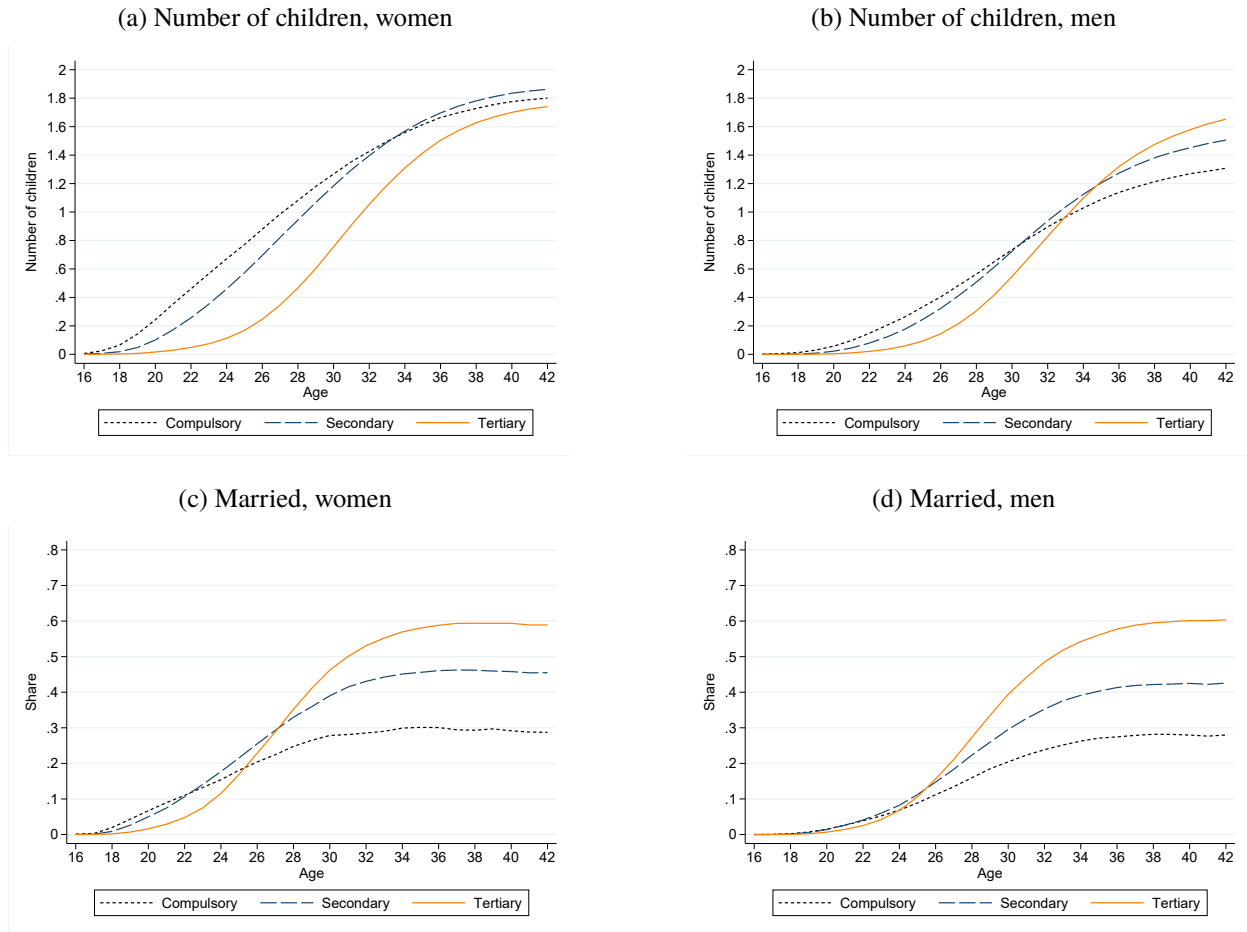 (a) Number of children, women
2
1.8
1.6
1.4
1.2
1
.8
.6
.4
.2
0
Number of children
16 18 20 22 24 26 28 30 32 34 36 38 40 42
Age
Compulsory Secondary Tertiary
(b) Number of children, men
2
1.8
1.6
1.4
1.2
1
.8
.6
.4
.2
0
Number of children
16 18 20 22 24 26 28 30 32 34 36 38 40 42
Age
Compulsory Secondary Tertiary
(c) Married, women
.8
.7
.6
.5
.4
.3
.2
.1
0
Share
16 18 20 22 24 26 28 30 32 34 36 38 40 42
Age
Compulsory Secondary Tertiary
(d) Married, men
.8
.7
.6
.5
.4
.3
.2
.1
0
Share
16 18 20 22 24 26 28 30 32 34 36 38 40 42
Age
Compulsory Secondary Tertiary